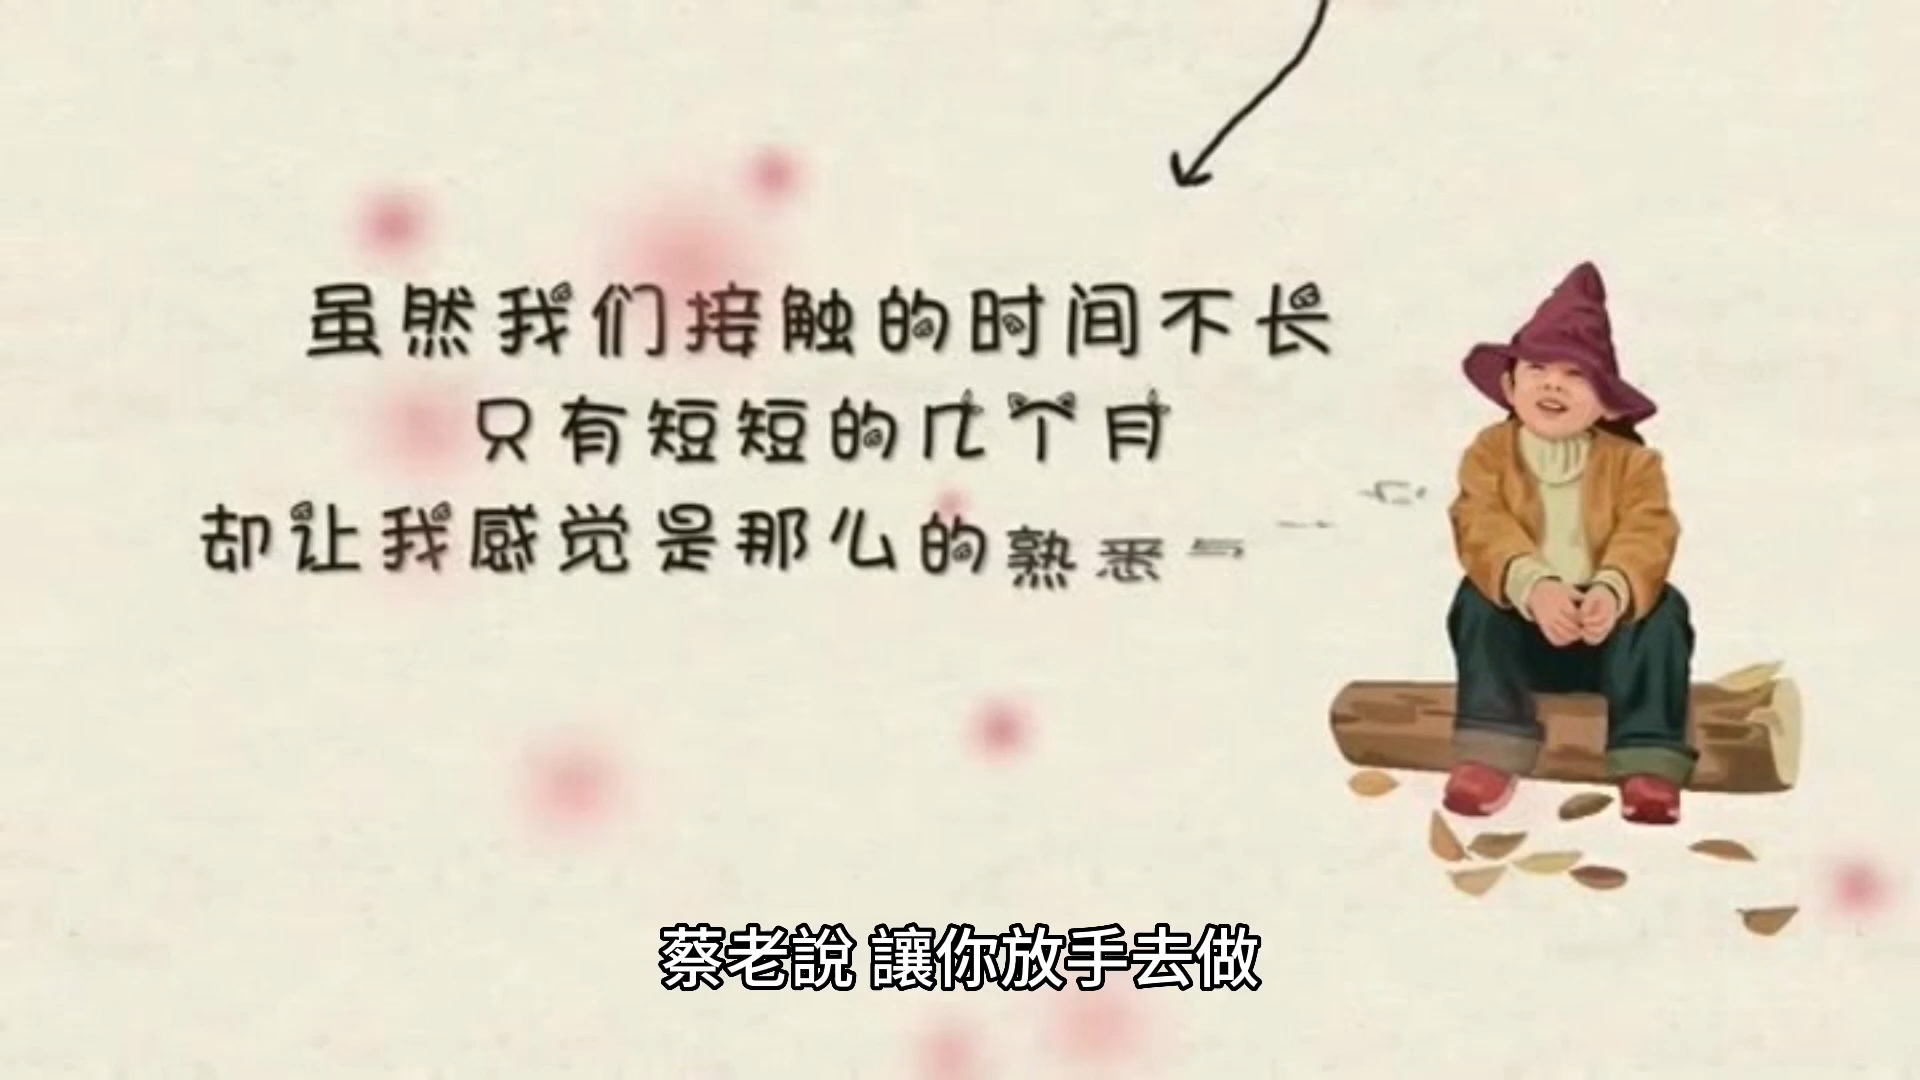 虽然我们接触的时间不长
只有短短的几个月
却让我感觉是那么的熟悉
蔡老說 讓你放手去做